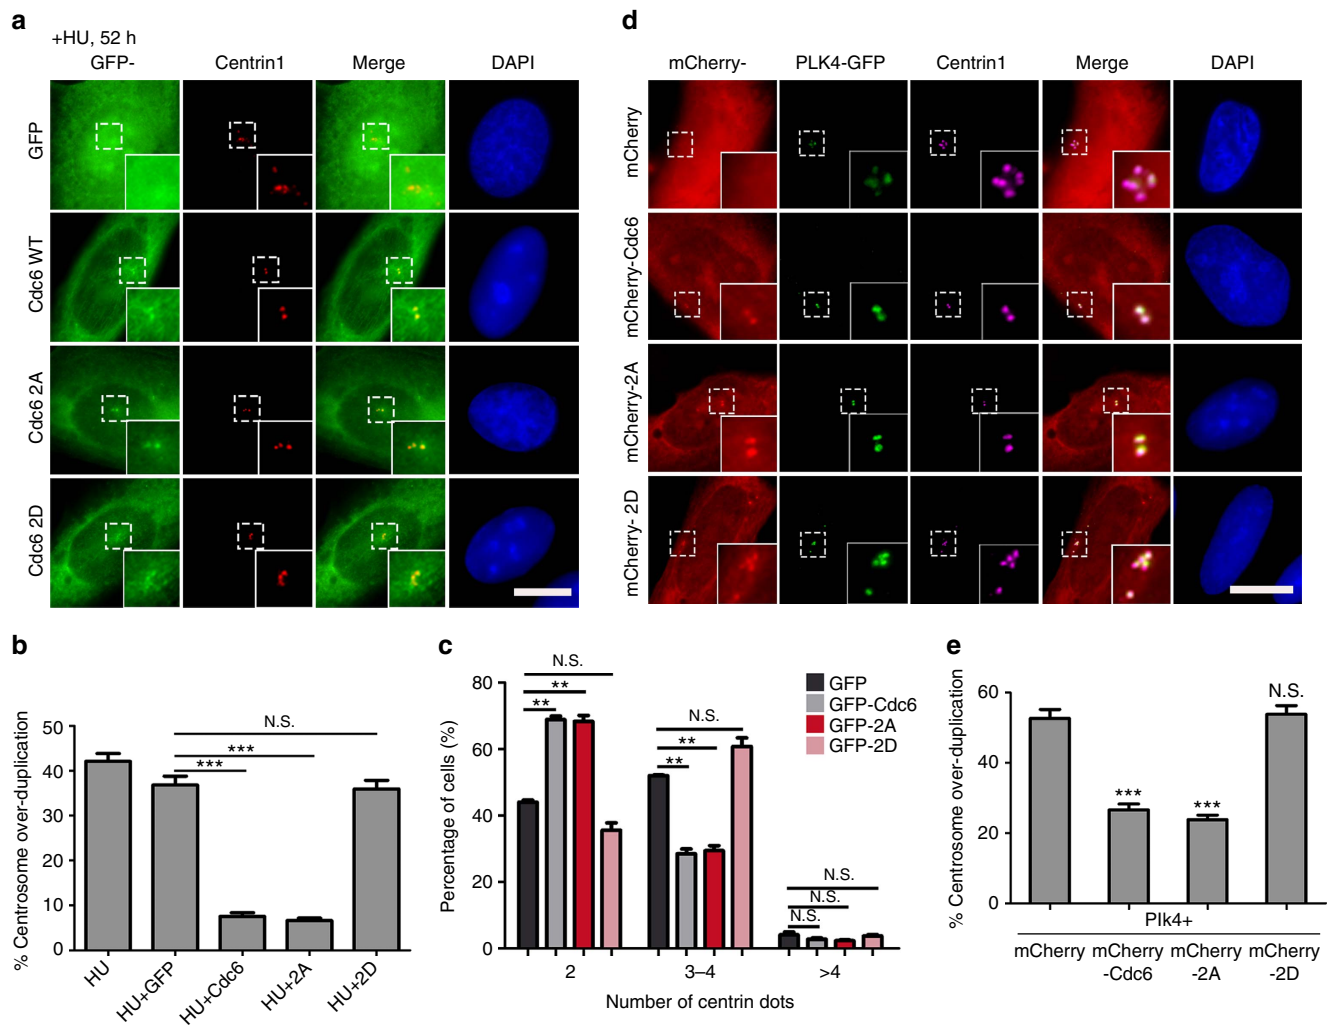 a
+HU, 52 h
GFP-
Centrin1
Merge
DAPI
GFP
Cdc6 WT
Cdc6 2A
Cdc6 2D
d
mCherry-
PLK4-GFP
Centrin1
Merge
DAPI
mCherry
mCherry-Cdc6
mCherry-2A
mCherry- 2D
b
% Centrosome over-duplication
50
40
30
20
10
0
N.S.
***
***
HU
HU+GFP
HU+Cdc6
HU+2A
HU+2D
c
Percentage of cells (%)
80
60
40
20
0
N.S.
**
**
N.S.
**
**
N.S.
N.S.
N.S.
GFP
GFP-Cdc6
GFP-2A
GFP-2D
2
3–4
>4
Number of centrin dots
e
% Centrosome over-duplication
60
40
20
0
***
***
N.S.
Plk4+
mCherry
mCherry
-Cdc6
mCherry
-2A
mCherry
-2D